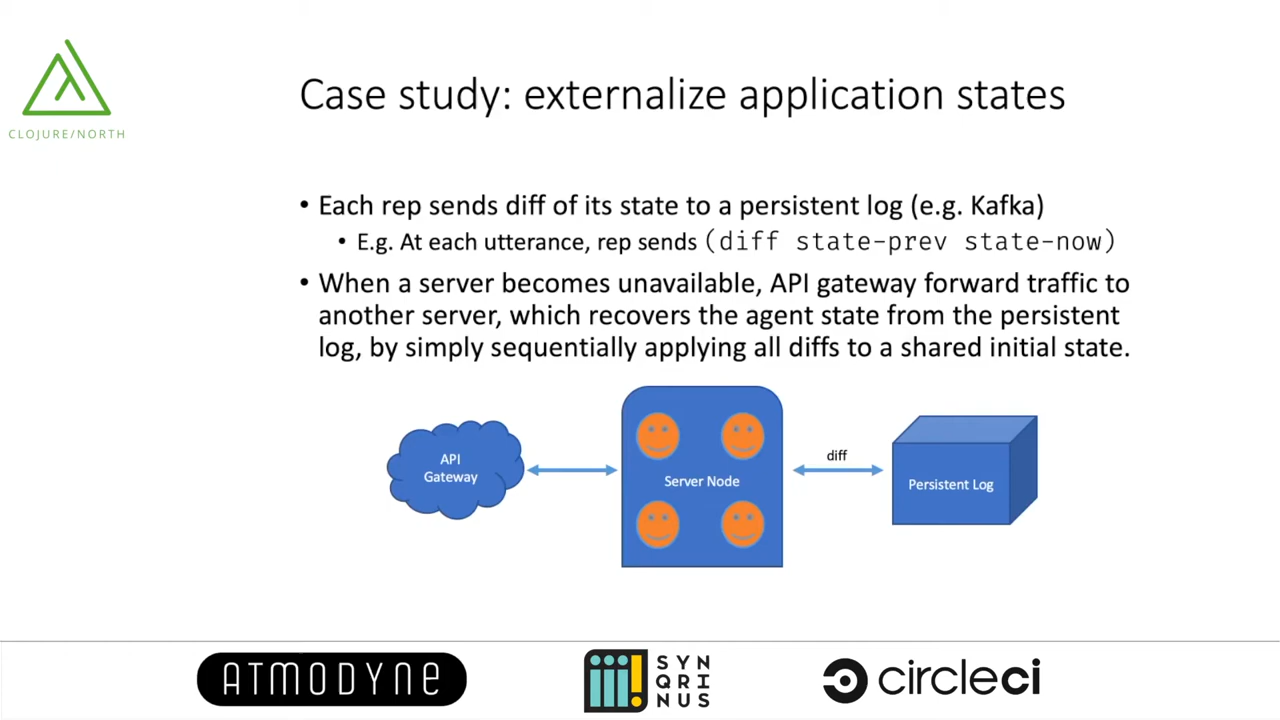 CLOJURE/NORTH
Case study: externalize application states
• Each rep sends diff of its state to a persistent log (e.g. Kafka)
• E.g. At each utterance, rep sends (diff state-prev state-now)
• When a server becomes unavailable, API gateway forward traffic to
another server, which recovers the agent state from the persistent
log, by simply sequentially applying all diffs to a shared initial state.
API
Gateway
Server Node
diff
Persistent Log
ATMODYNE
SYN
QRI
NUS
circleci